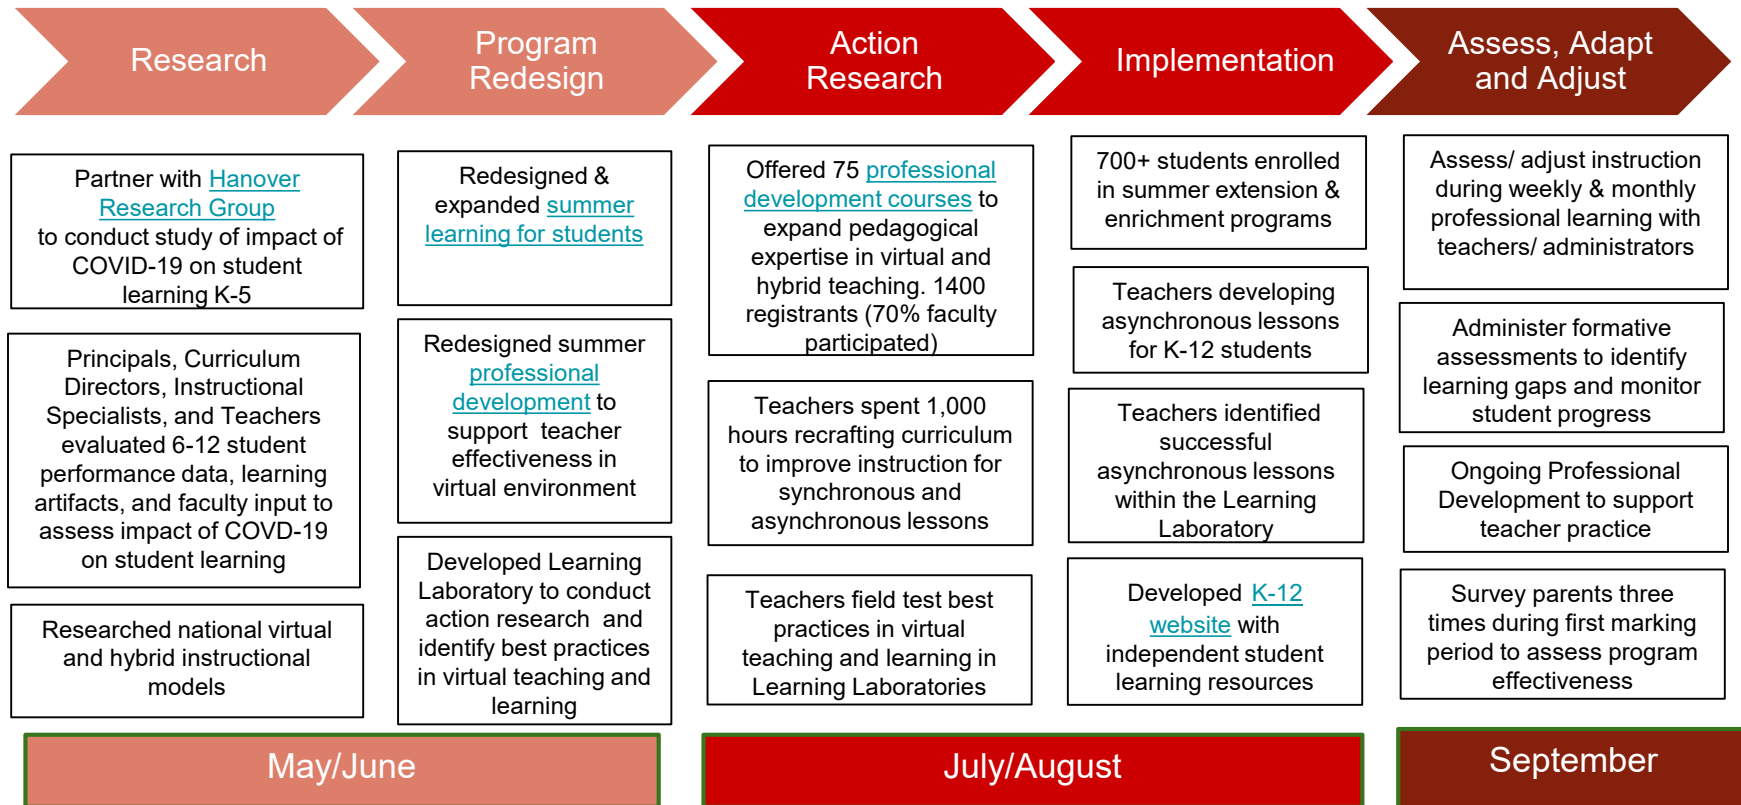 Research
Program
Redesign
Action
Research
Implementation
Assess, Adapt
and Adjust
Partner with Hanover
Research Group
to conduct study of impact of
COVID-19 on student
learning K-5
Principals, Curriculum
Directors, Instructional
Specialists, and Teachers
evaluated 6-12 student
performance data, learning
artifacts, and faculty input to
assess impact of COVD-19
on student learning
Researched national virtual
and hybrid instructional
models
Redesigned &
expanded summer
learning for students
Redesigned summer
professional
development to
support teacher
effectiveness in
virtual environment
Developed Learning
Laboratory to conduct
action research and
identify best practices
in virtual teaching and
learning
Offered 75 professional
development courses to
expand pedagogical
expertise in virtual and
hybrid teaching. 1400
registrants (70% faculty
participated)
Teachers spent 1,000
hours recrafting curriculum
to improve instruction for
synchronous and
asynchronous lessons
Teachers field test best
practices in virtual
teaching and learning in
Learning Laboratories
700+ students enrolled
in summer extension &
enrichment programs
Teachers developing
asynchronous lessons
for K-12 students
Teachers identified
successful
asynchronous lessons
within the Learning
Laboratory
Developed K-12
website with
independent student
learning resources
Assess/ adjust instruction
during weekly & monthly
professional learning with
teachers/ administrators
Administer formative
assessments to identify
learning gaps and monitor
student progress
Ongoing Professional
Development to support
teacher practice
Survey parents three
times during first marking
period to assess program
effectiveness
May/June
July/August
September